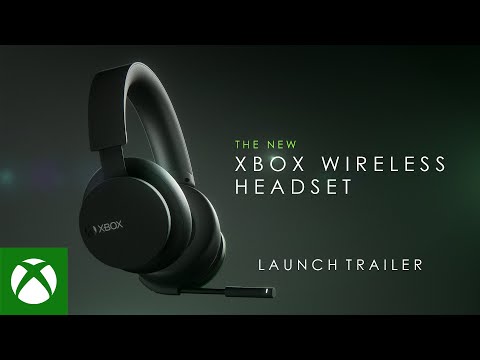 THE NEW
XBOX WIRELESS
HEADSET
XBOX
LAUNCH TRAILER